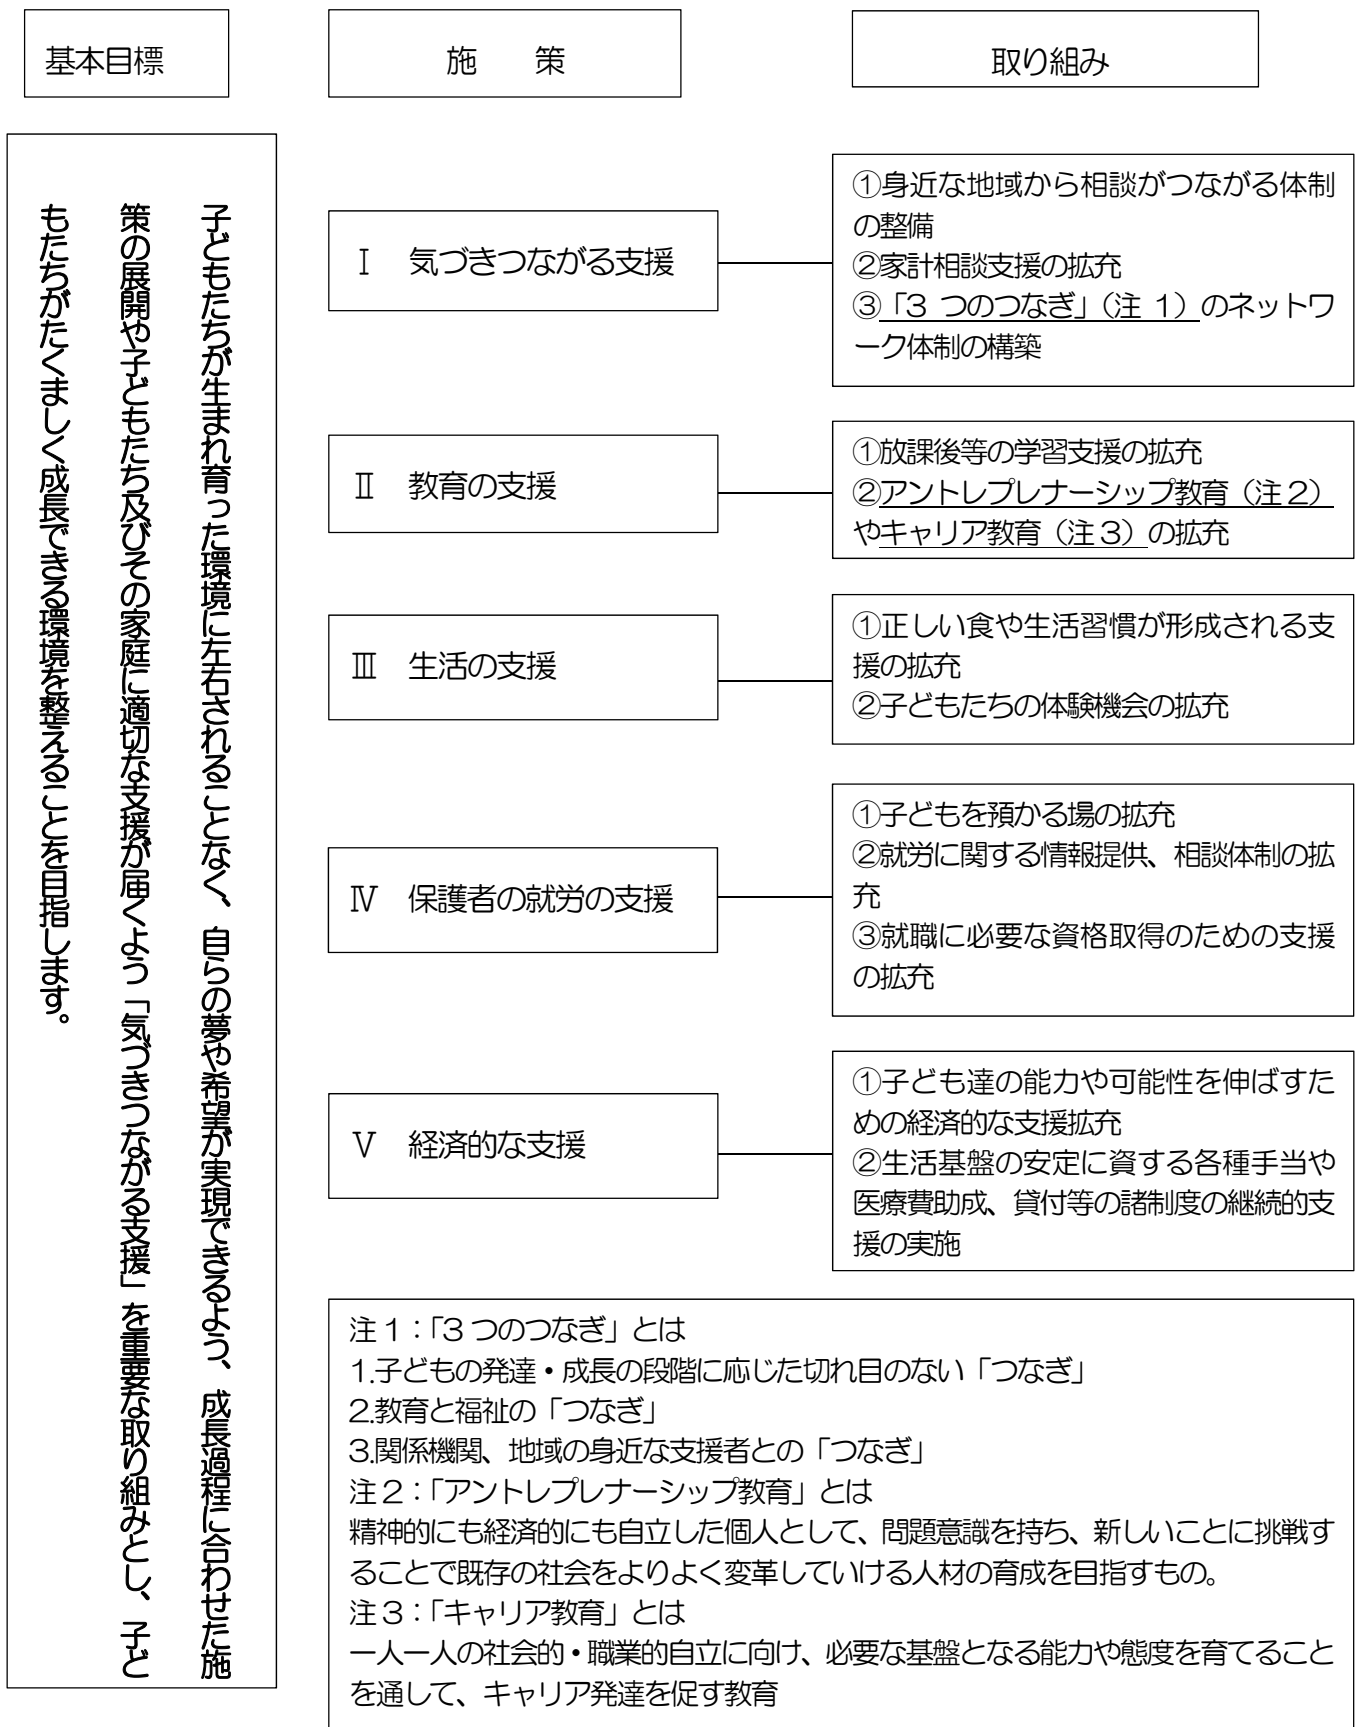 基本目標
施　策
取り組み
子どもたちが生まれ育った環境に左右されることなく、自らの夢や希望が実現できるよう、成長過程に合わせた施
策の展開や子どもたち及びその家庭に適切な支援が届くよう「気づきつながる支援」を重要な取り組みとし、子ど
もたちがたくましく成長できる環境を整えることを目指します。
Ⅰ　気づきつながる支援
①身近な地域から相談がつながる体制
の整備
②家計相談支援の拡充
③「3 つのつなぎ」（注 1）のネットワ
ーク体制の構築
Ⅱ　教育の支援
①放課後等の学習支援の拡充
②アントレプレナーシップ教育（注２）
やキャリア教育（注３）の拡充
Ⅲ　生活の支援
①正しい食や生活習慣が形成される支
援の拡充
②子どもたちの体験機会の拡充
Ⅳ　保護者の就労の支援
①子どもを預かる場の拡充
②就労に関する情報提供、相談体制の拡
充
③就職に必要な資格取得のための支援
の拡充
Ⅴ　経済的な支援
①子ども達の能力や可能性を伸ばすた
めの経済的な支援拡充
②生活基盤の安定に資する各種手当や
医療費助成、貸付等の諸制度の継続的支
援の実施
注１：「3 つのつなぎ」とは
1.子どもの発達・成長の段階に応じた切れ目のない「つなぎ」
2.教育と福祉の「つなぎ」
3.関係機関、地域の身近な支援者との「つなぎ」
注２：「アントレプレナーシップ教育」とは
精神的にも経済的にも自立した個人として、問題意識を持ち、新しいことに挑戦す
ることで既存の社会をよりよく変革していける人材の育成を目指すもの。
注３：「キャリア教育」とは
一人一人の社会的・職業的自立に向け、必要な基盤となる能力や態度を育てること
を通して、キャリア発達を促す教育